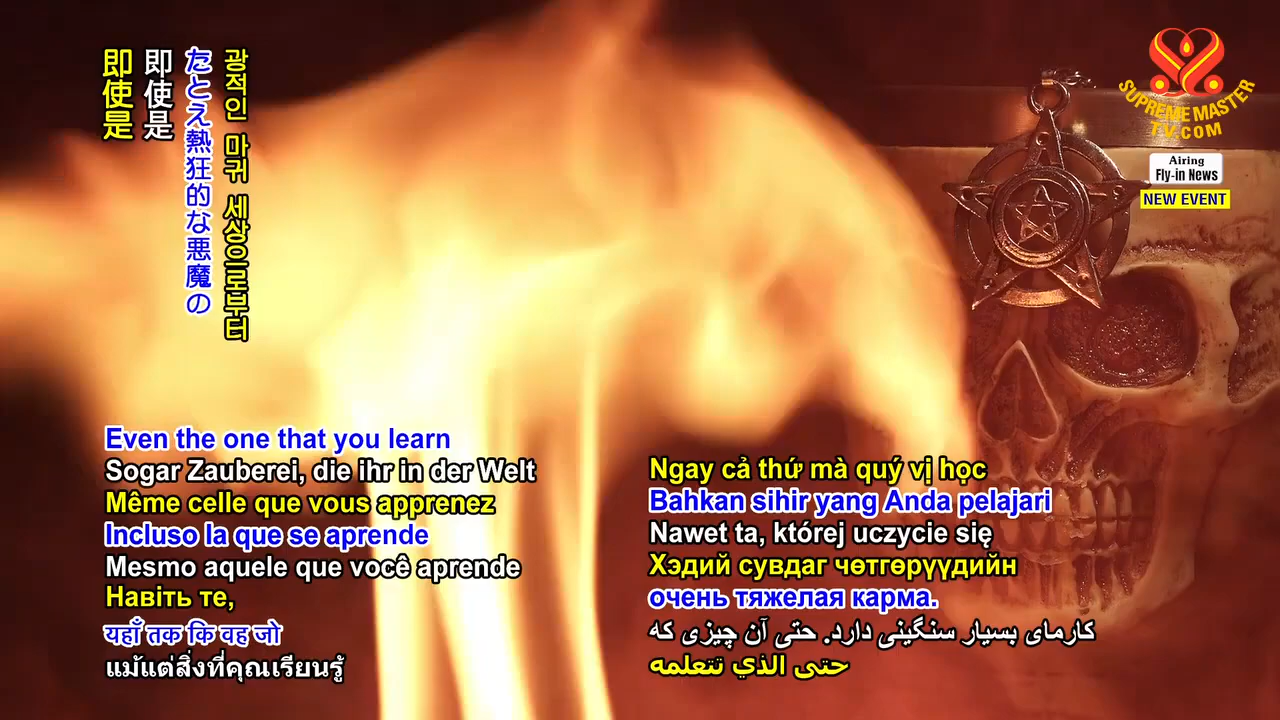 即使是
即使是
たとえ熱狂的な悪魔の
광적인 마귀 세상으로부터
SUPREME MASTER
TV.COM
Airing
Fly-in News
NEW EVENT
Even the one that you learn
Sogar Zauberei, die ihr in der Welt
Même celle que vous apprenez
Incluso la que se aprende
Mesmo aquele que você aprende
Навіть те,
यहाँ तक कि वह जो
แม้แต่สิ่งที่คุณเรียนรู้
Ngay cả thứ mà quý vị học
Bahkan sihir yang Anda pelajari
Nawet ta, której uczycie się
Хэдий сувдаг чөтгөрүүдийн
очень тяжелая карма.
کارمای بسیار سنگینی دارد. حتی آن چیزی که
حتى الذي تتعلمه